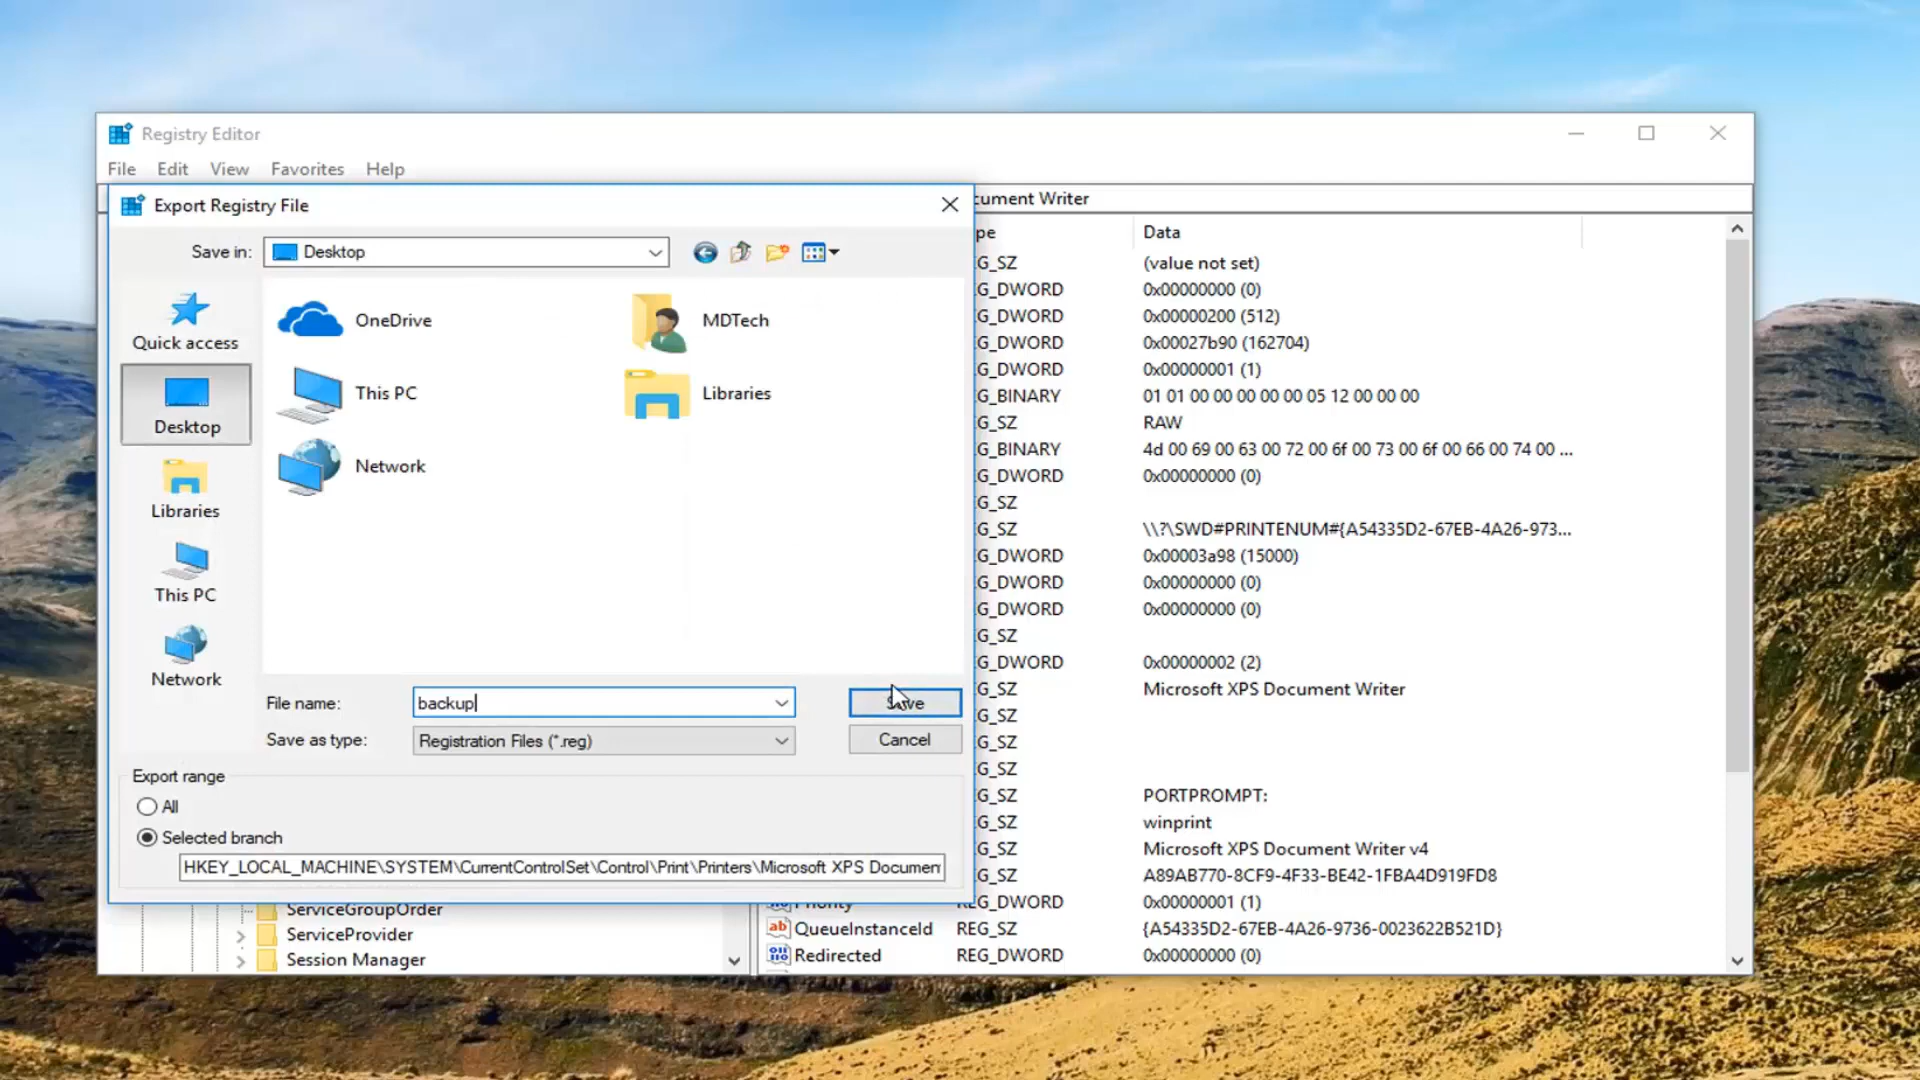 Registry Editor
File Edit View Favorites Help
Export Registry File
cument Writer
Save in: Desktop
pe Data
Quick access
Desktop
Libraries
This PC
Network
OneDrive MDTech
This PC Libraries
Network
G_SZ (value not set)
G_DWORD 0x00000000 (0)
G_DWORD 0x00000200 (512)
G_DWORD 0x00027b90 (162704)
G_DWORD 0x00000001 (1)
G_BINARY 01 01 00 00 00 00 00 05 12 00 00 00
G_SZ RAW
G_BINARY 4d 00 69 00 63 00 72 00 6f 00 73 00 6f 00 66 00 74 00 ...
G_DWORD 0x00000000 (0)
G_SZ
G_SZ \\?\SWD#PRINTENUM#{A54335D2-67EB-4A26-973...
G_DWORD 0x00003a98 (15000)
G_DWORD 0x00000000 (0)
G_DWORD 0x00000000 (0)
G_SZ
G_DWORD 0x00000002 (2)
G_SZ Microsoft XPS Document Writer
G_SZ
G_SZ
G_SZ
G_SZ PORTPROMPT:
G_SZ winprint
G_SZ Microsoft XPS Document Writer v4
G_SZ A89AB770-8CF9-4F33-BE42-1FBA4D919FD8
File name: backup Save
Save as type: Registration Files (*.reg) Cancel
Export range
All
Selected branch
HKEY_LOCAL_MACHINE\SYSTEM\CurrentControlSet\Control\Print\Printers\Microsoft XPS Documen
ServiceGroupOrder
ServiceProvider
Session Manager
Priority REG_DWORD 0x00000001 (1)
QueueInstanceId REG_SZ {A54335D2-67EB-4A26-9736-0023622B521D}
Redirected REG_DWORD 0x00000000 (0)